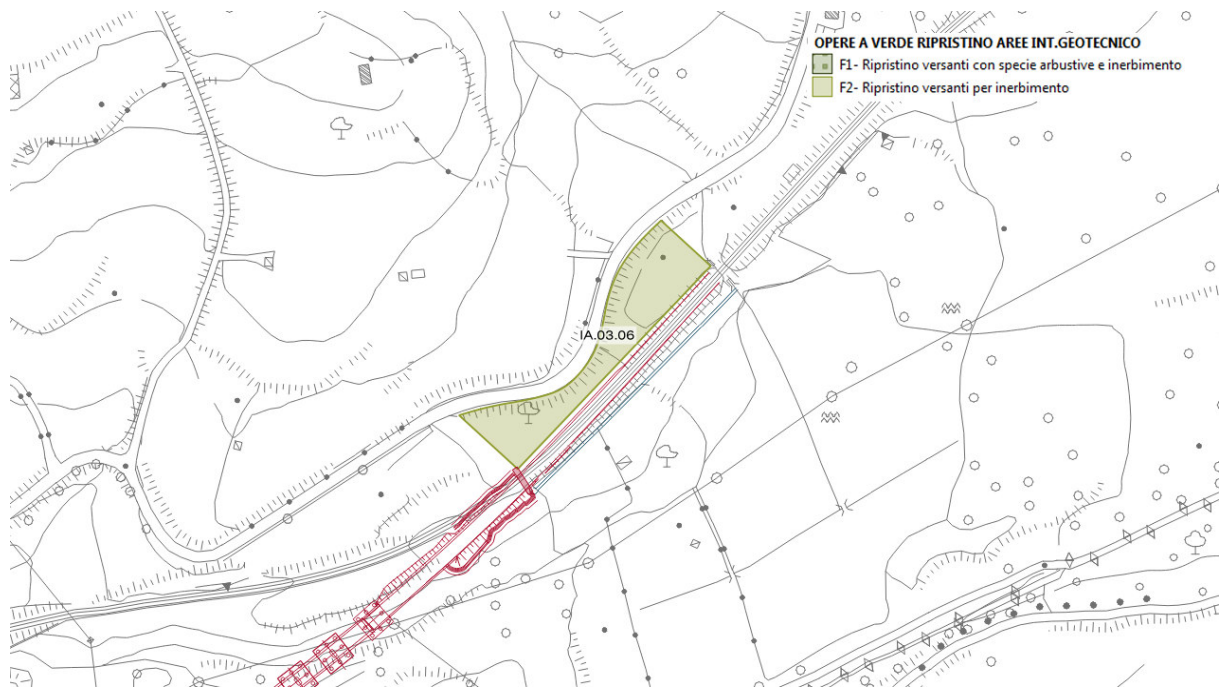 OPERE A VERDE RIPRISTINO AREE INT.GEOTECNICO
F1- Ripristino versanti con specie arbustive e inerbimento
F2- Ripristino versanti per inerbimento
IA.03.06